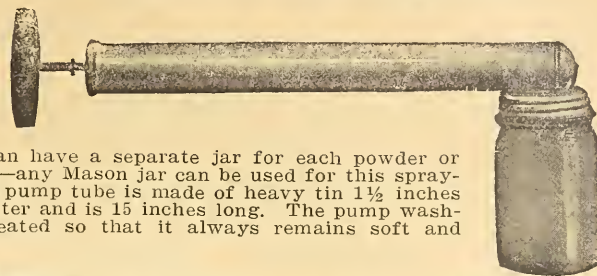 an have a separate jar for each powder or
—any Mason jar can be used for this spray-
pump tube is made of heavy tin 1½ inches
ter and is 15 inches long. The pump wash-
eated so that it always remains soft and